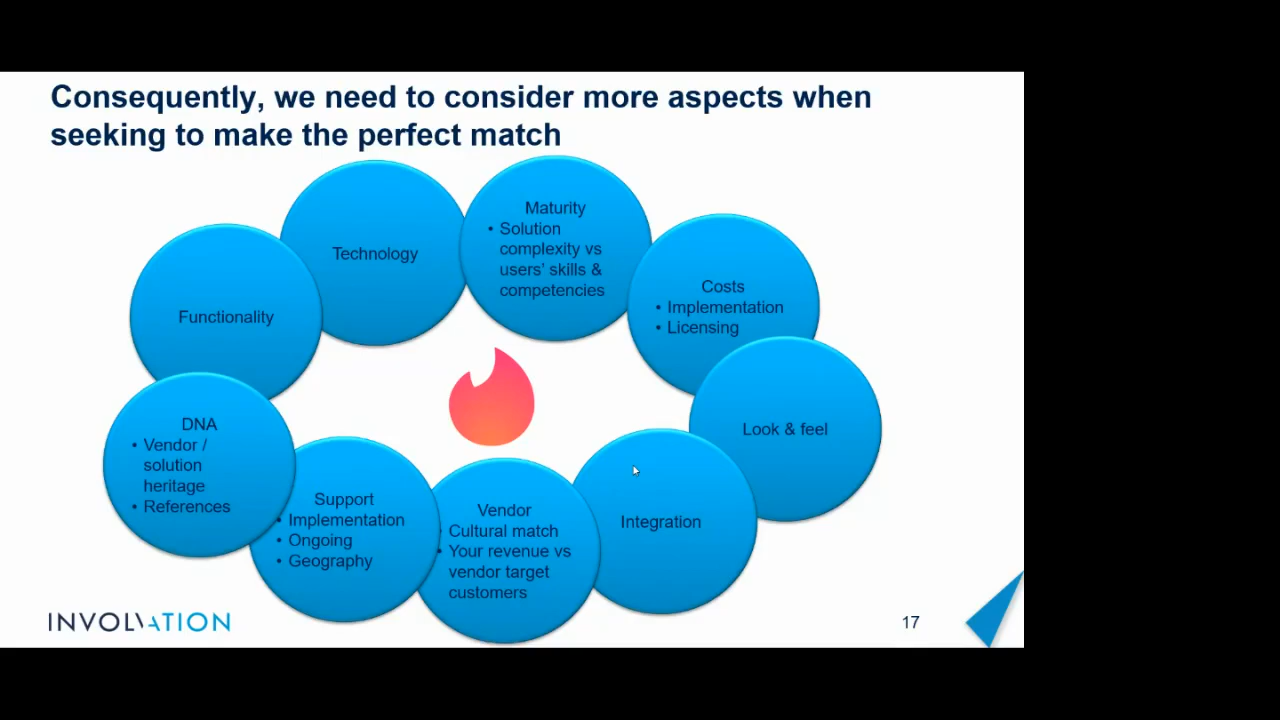 Consequently, we need to consider more aspects when
seeking to make the perfect match
Functionality
Technology
Maturity
• Solution
complexity vs
users' skills &
competencies
Costs
• Implementation
• Licensing
Look & feel
Integration
Vendor
• Cultural match
• Your revenue vs
vendor target
customers
Support
• Implementation
• Ongoing
• Geography
DNA
• Vendor /
solution
heritage
• References
INVOLVATION
17